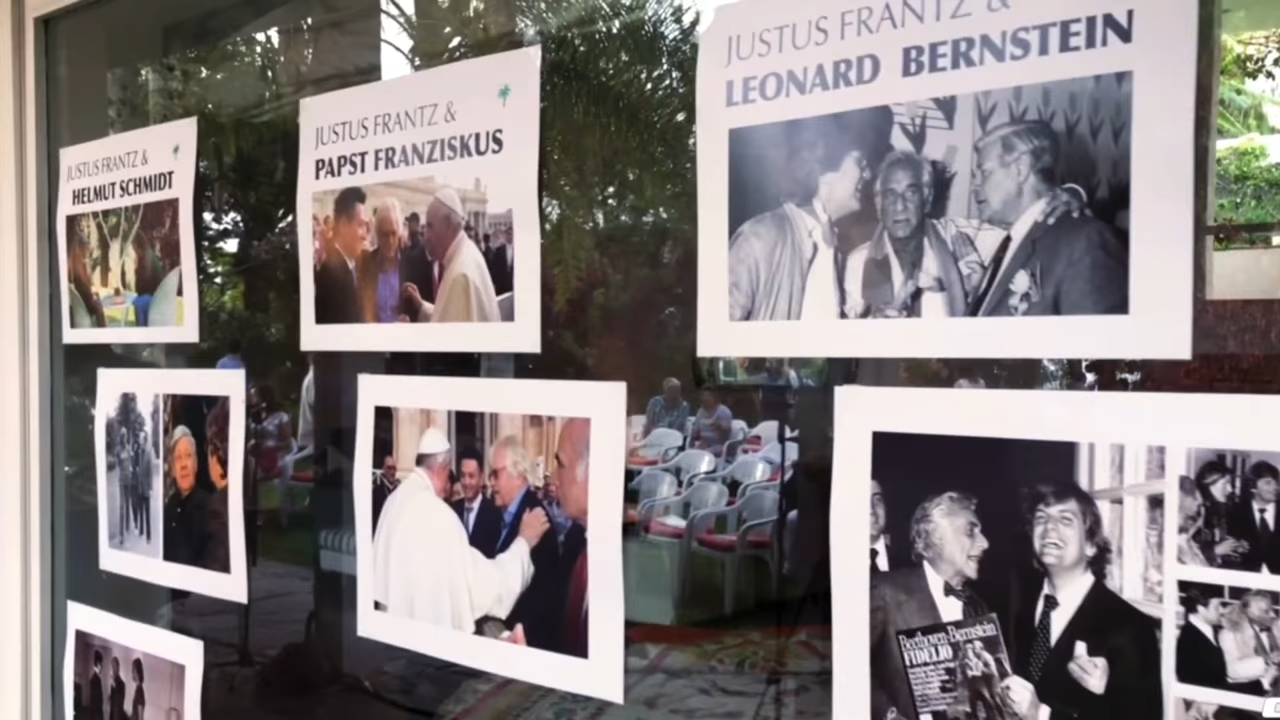 JUSTUS FRANTZ &
HELMUT SCHMIDT
JUSTUS FRANTZ &
PAPST FRANZISKUS
JUSTUS FRANTZ &
LEONARD BERNSTEIN
Beethoven·Bernstein
FIDELIO